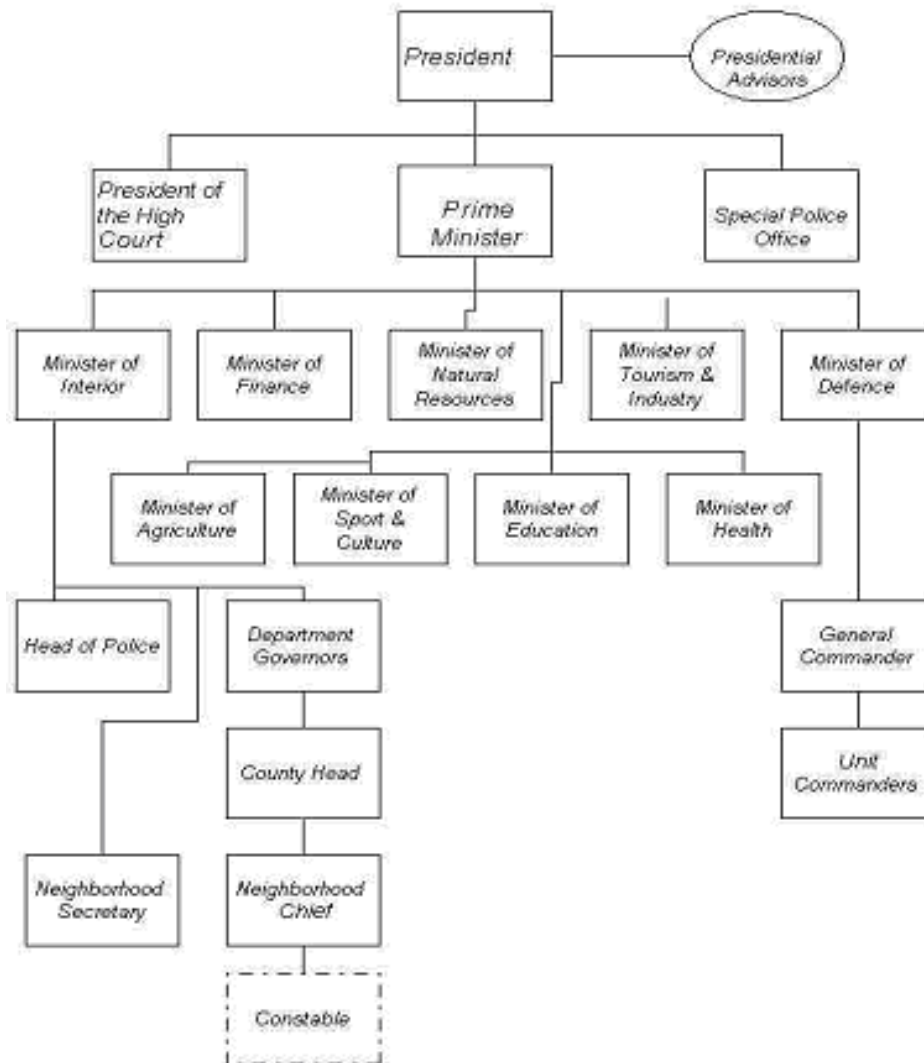 President
Presidential
Advisors
President of
the High
Court
Prime
Minister
Special Police
Office
Minister of
Interior
Minister of
Finance
Minister of
Natural
Resources
Minister of
Tourism &
Industry
Minister of
Defence
Minister of
Agriculture
Minister of
Sport &
Culture
Minister of
Education
Minister of
Health
Head of Police
Department
Governors
General
Commander
County Head
Unit
Commanders
Neighborhood
Secretary
Neighborhood
Chief
Constable